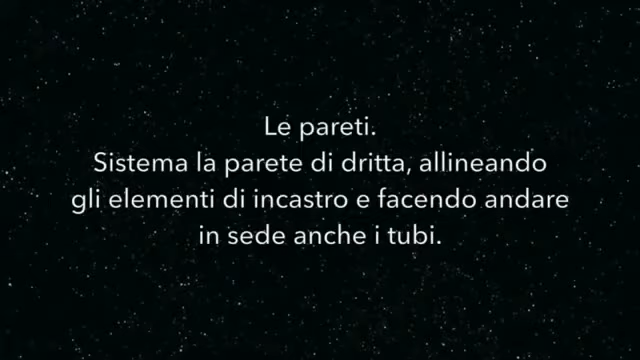 Le pareti.
Sistema la parete di dritta, allineando
gli elementi di incastro e facendo andare
in sede anche i tubi.